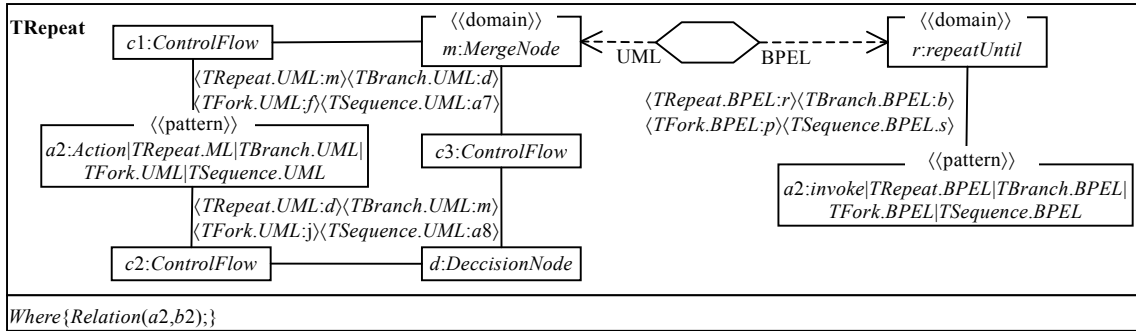 TRepeat
⟨⟨domain⟩⟩
⟨⟨domain⟩⟩
c1:ControlFlow
m:MergeNode
UML
BPEL
r:repeatUntil
⟨TRepeat.UML:m⟩⟨TBranch.UML:d⟩
⟨TFork.UML:f⟩⟨TSequence.UML:a7⟩
⟨TRepeat.BPEL:r⟩⟨TBranch.BPEL:b⟩
⟨TFork.BPEL:p⟩⟨TSequence.BPEL.s⟩
⟨⟨pattern⟩⟩
a2:Action|TRepeat.ML|TBranch.UML|
TFork.UML|TSequence.UML
c3:ControlFlow
⟨⟨pattern⟩⟩
a2:invoke|TRepeat.BPEL|TBranch.BPEL|
TFork.BPEL|TSequence.BPEL
⟨TRepeat.UML:d⟩⟨TBranch.UML:m⟩
⟨TFork.UML:j⟩⟨TSequence.UML:a8⟩
c2:ControlFlow
d:DeccisionNode
Where{Relation(a2,b2);}